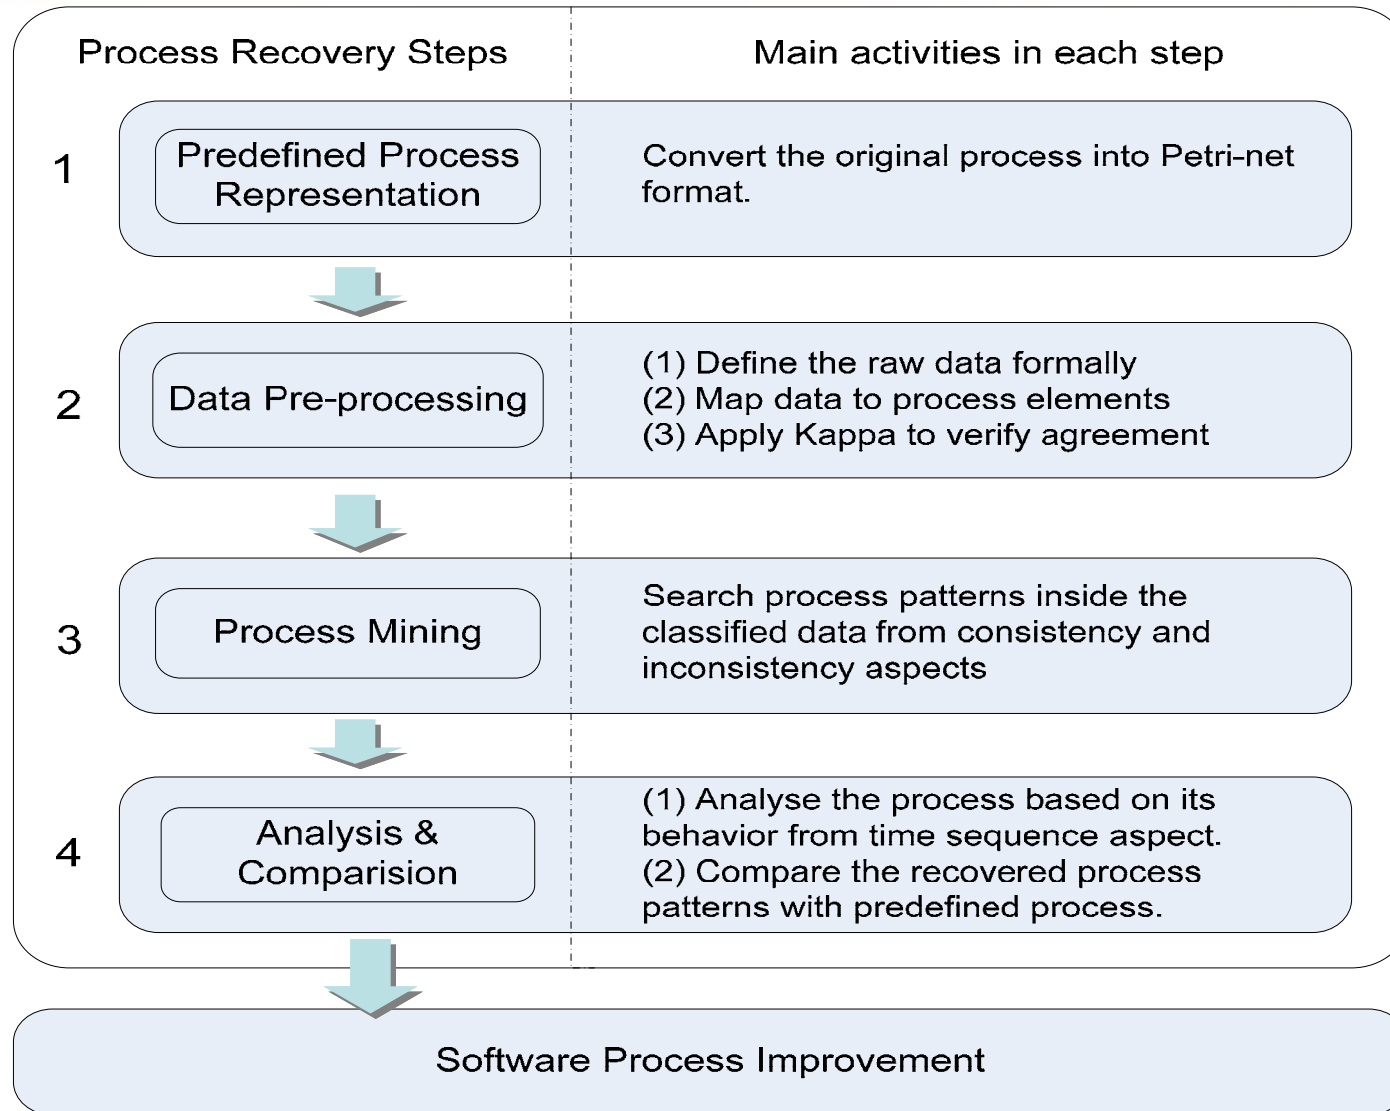 Process Recovery Steps
Main activities in each step
1
Predefined Process
Representation
Convert the original process into Petri-net
format.
2
Data Pre-processing
(1) Define the raw data formally
(2) Map data to process elements
(3) Apply Kappa to verify agreement
3
Process Mining
Search process patterns inside the
classified data from consistency and
inconsistency aspects
4
Analysis &
Comparision
(1) Analyse the process based on its
behavior from time sequence aspect.
(2) Compare the recovered process
patterns with predefined process.
Software Process Improvement